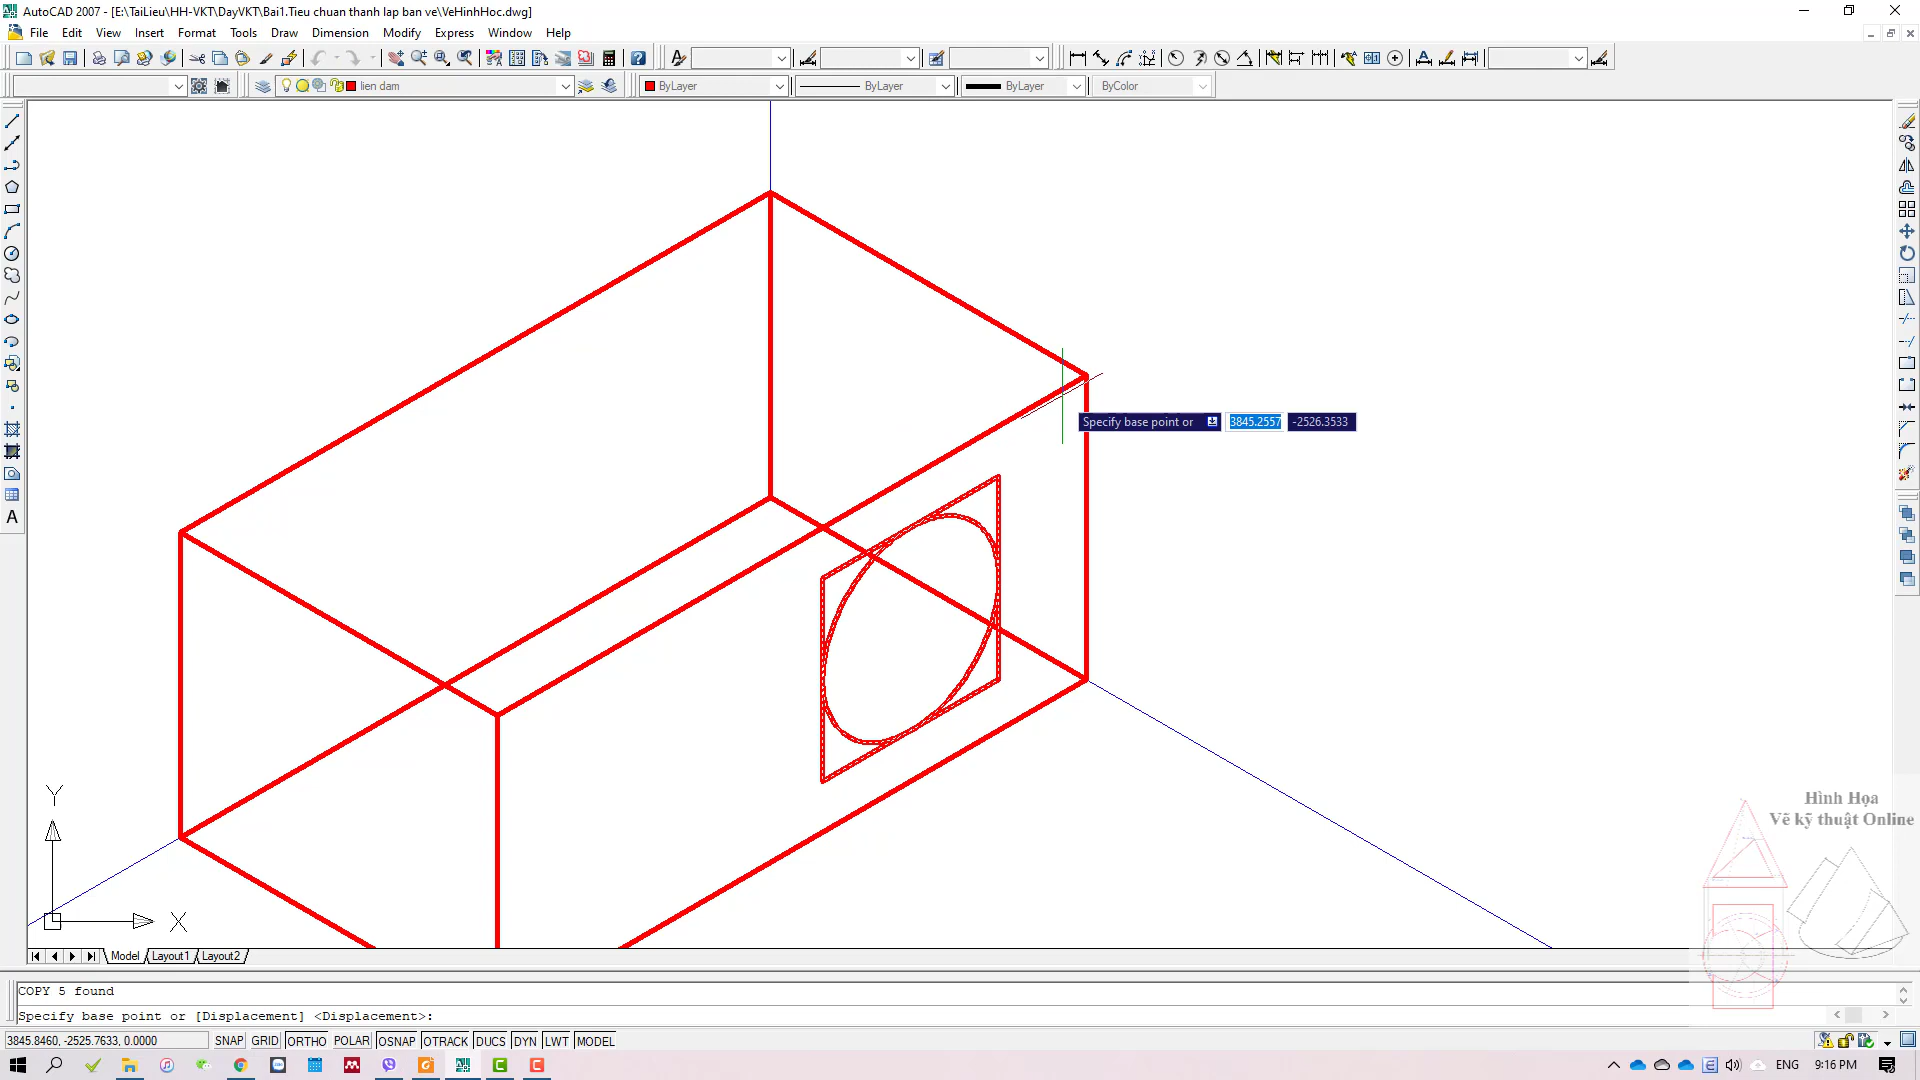 AutoCAD 2007 - [E:\TaiLieu\HH-VKT\DayVKT\Bai1.Tieu chuan thanh lap ban ve\VeHinhHoc.dwg]
File Edit View Insert Format Tools Draw Dimension Modify Express Window Help
lien dam ByLayer ByLayer ByLayer ByColor
Specify base point or 3845.2557 -2526.3533
A
Y
X
Hình Họa
Vẽ kỹ thuật Online
Model Layout1 Layout2
COPY 5 found
Specify base point or [Displacement] <Displacement>:
3845.8460, -2525.7633, 0.0000 SNAP GRID ORTHO POLAR OSNAP OTRACK DUCS DYN LWT MODEL
ENG 9:16 PM